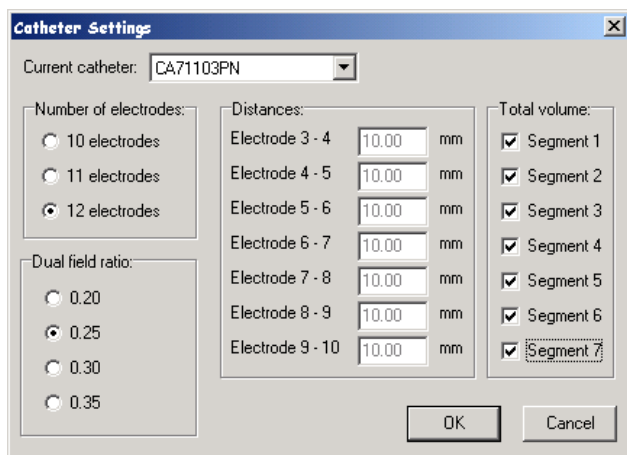 Catheter Settings
Current catheter: CA71103PN
Number of electrodes:
10 electrodes
11 electrodes
12 electrodes
Dual field ratio:
0.20
0.25
0.30
0.35
Distances:
Electrode 3 - 4 10.00 mm
Electrode 4 - 5 10.00 mm
Electrode 5 - 6 10.00 mm
Electrode 6 - 7 10.00 mm
Electrode 7 - 8 10.00 mm
Electrode 8 - 9 10.00 mm
Electrode 9 - 10 10.00 mm
Total volume:
Segment 1
Segment 2
Segment 3
Segment 4
Segment 5
Segment 6
Segment 7
OK Cancel